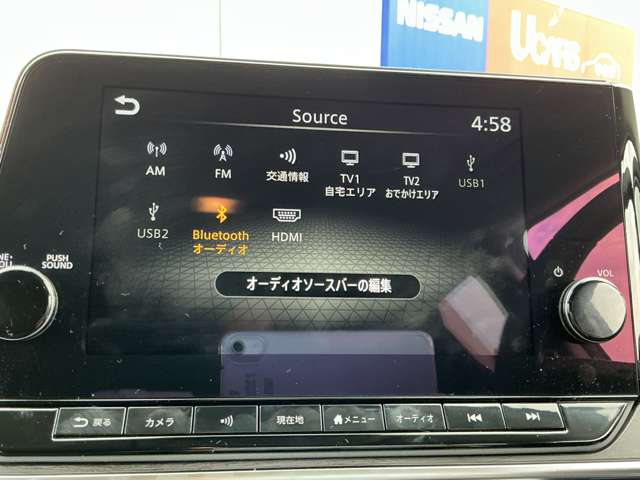 NISSAN
UCARS
Source
4:58
AM
FM
交通情報
TV1
自宅エリア
TV2
おでかけエリア
USB1
USB2
Bluetooth
オーディオ
HDMI
オーディオソースバーの編集
PUSH
SOUND
VOL
戻る
カメラ
現在地
メニュー
オーディオ